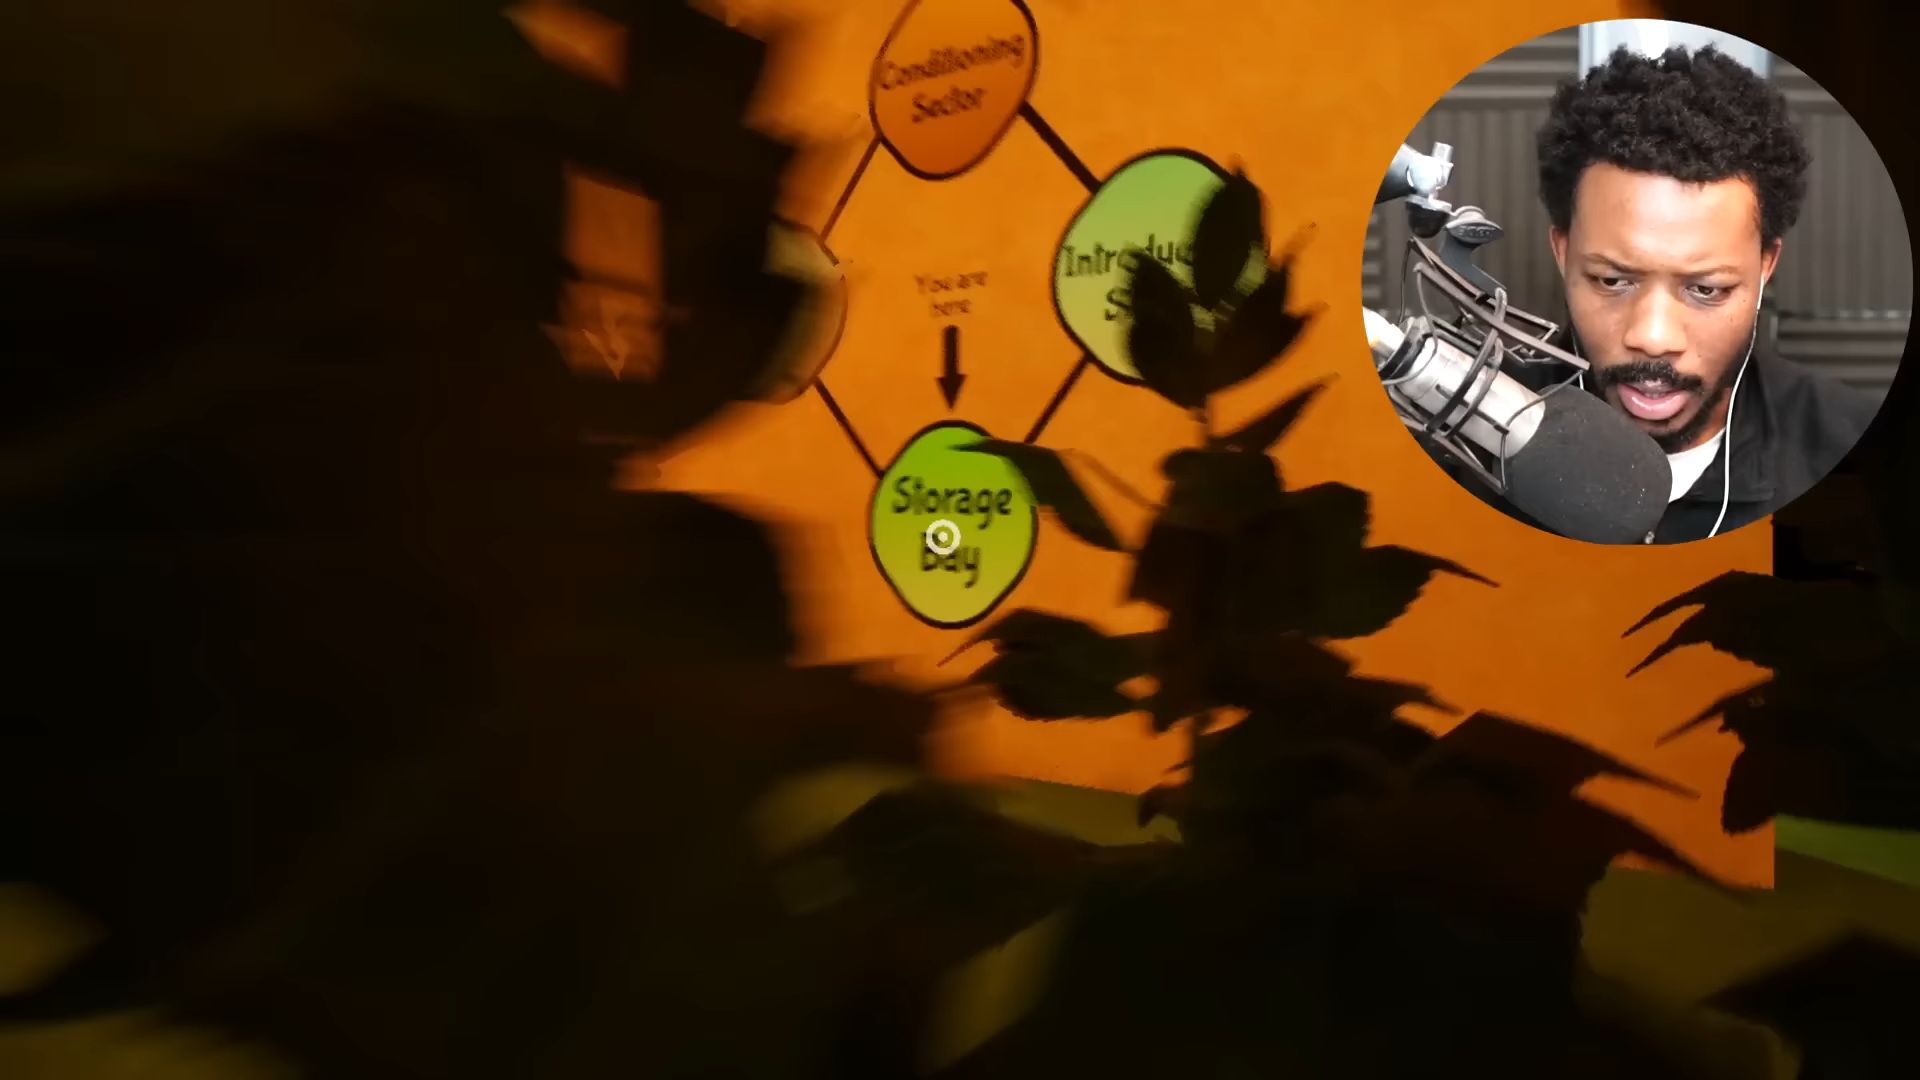 Conditioning
Sector
You are
here
Storage
Bay